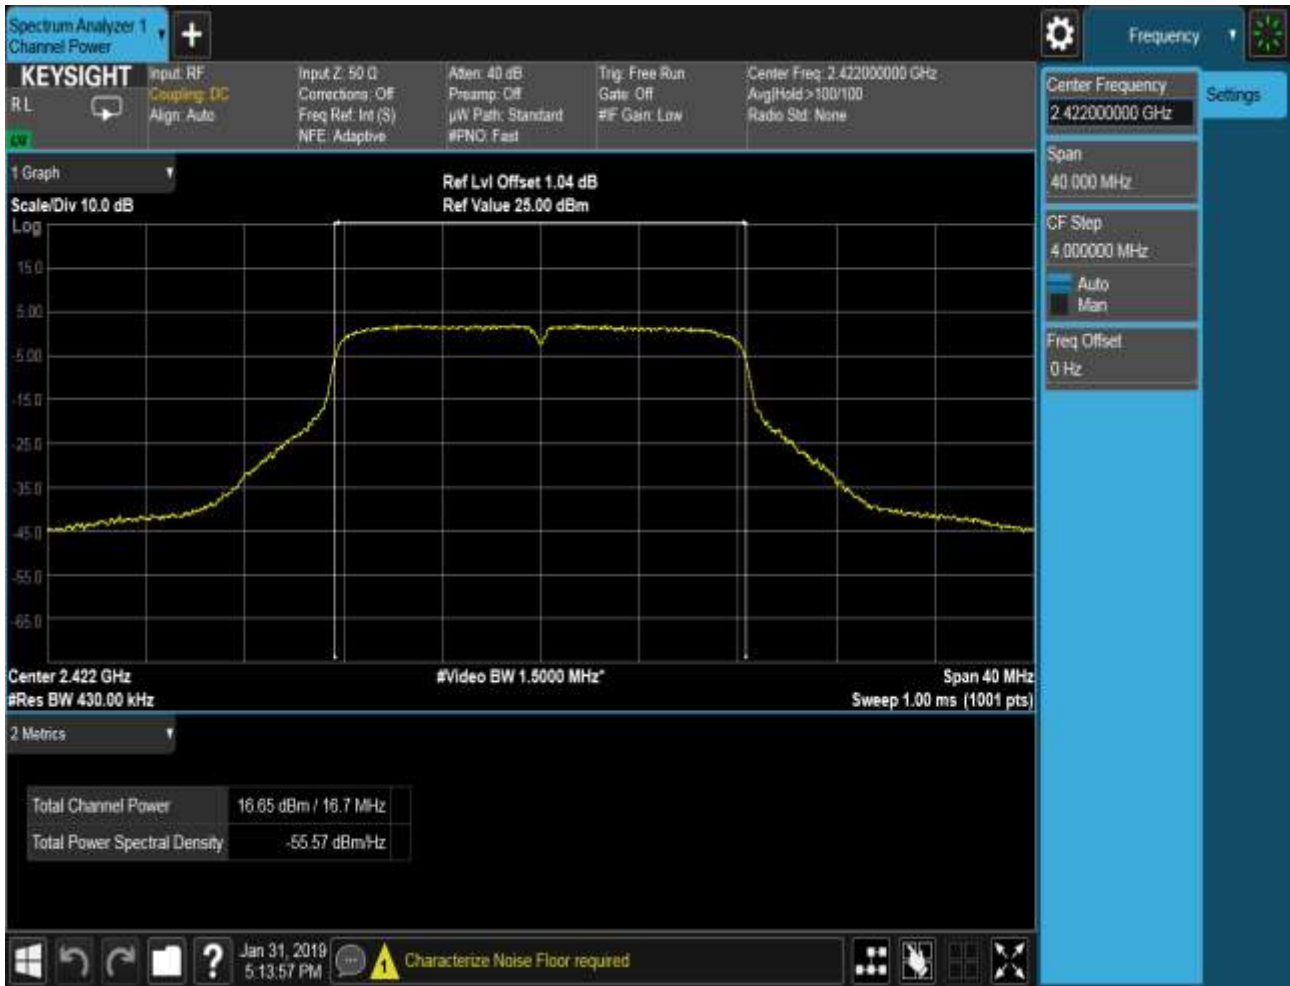 Spectrum Analyzer 1
Channel Power
Frequency
KEYSIGHT
RL
LXI
Input: RF
Coupling: DC
Align: Auto
Input Z: 50 Ω
Corrections: Off
Freq Ref: Int (S)
NFE: Adaptive
Atten: 40 dB
Preamp: Off
µW Path: Standard
#PNO: Fast
Trig: Free Run
Gate: Off
#IF Gain: Low
Center Freq: 2.422000000 GHz
Avg|Hold:>100/100
Radio Std: None
Center Frequency
2.422000000 GHz
Settings
Span
40.000 MHz
CF Step
4.000000 MHz
Auto
Man
Freq Offset
0 Hz
1 Graph
Scale/Div 10.0 dB
Ref Lvl Offset 1.04 dB
Ref Value 25.00 dBm
Log
15.0
5.00
-5.00
-15.0
-25.0
-35.0
-45.0
-55.0
-65.0
Center 2.422 GHz
#Video BW 1.5000 MHz*
Span 40 MHz
#Res BW 430.00 kHz
Sweep 1.00 ms (1001 pts)
2 Metrics
Total Channel Power 16.65 dBm / 16.7 MHz
Total Power Spectral Density -55.57 dBm/Hz
Jan 31, 2019
5:13:57 PM
1
Characterize Noise Floor required